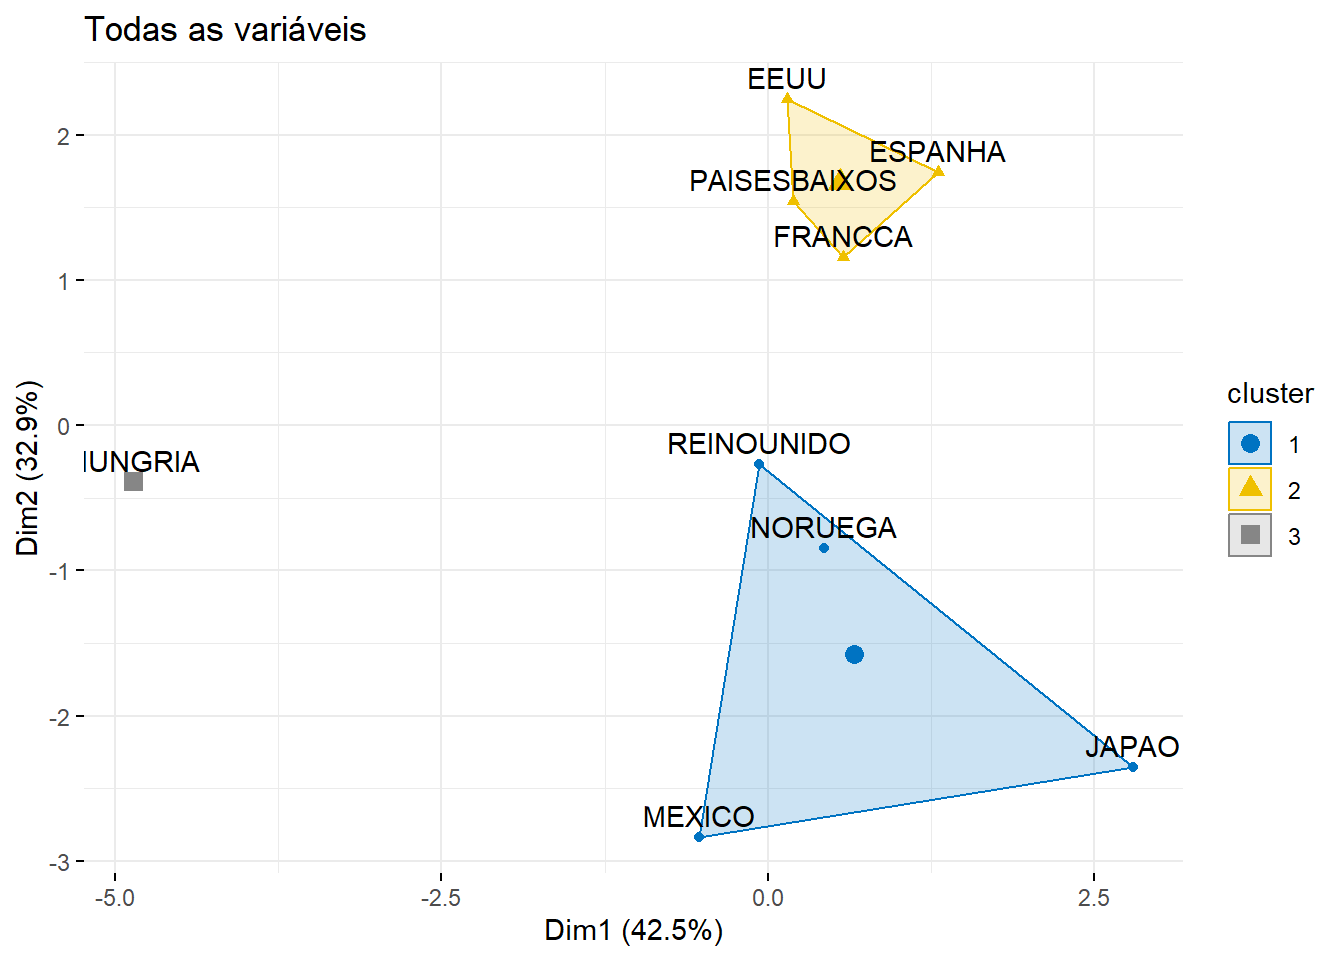 Todas as variáveis
EEUU
ESPANHA
PAISESBAIXOS
FRANCCA
REINOUNIDO
IUNGRIA
NORUEGA
JAPAO
MEXICO
2
1
0
-1
-2
-3
-5.0
-2.5
0.0
2.5
Dim1 (42.5%)
Dim2 (32.9%)
cluster
1
2
3